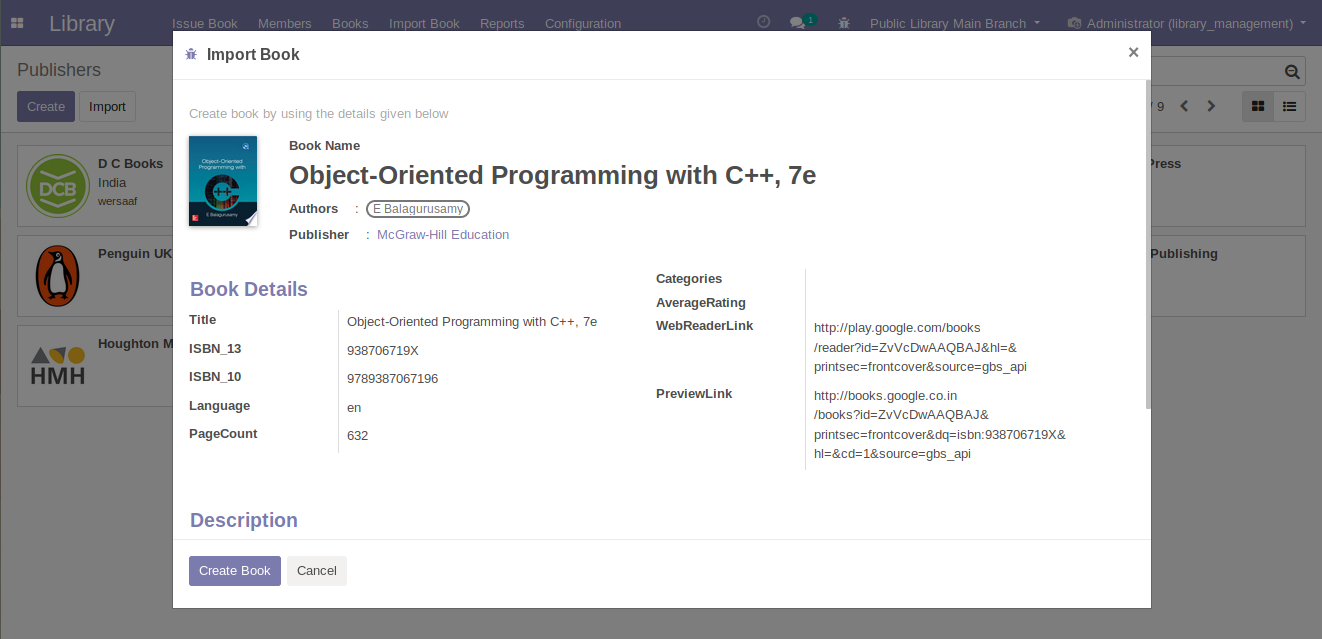 Library
Issue Book Members Books Import Book Reports Configuration 1 Public Library Main Branch Administrator (library_management)
Import Book ×
Publishers
Create Import
/ 9
Create book by using the details given below
Object-Oriented
Programming with
C++
E Balagurusamy
Book Name
Object-Oriented Programming with C++, 7e
Authors : E Balagurusamy
Publisher : McGraw-Hill Education
DCB
D C Books
India
wersaaf
Press
Penguin UK
Publishing
Houghton M
HMH
Book Details
Title Object-Oriented Programming with C++, 7e
ISBN_13 938706719X
ISBN_10 9789387067196
Language en
PageCount 632
Categories
AverageRating
WebReaderLink http://play.google.com/books
/reader?id=ZvVcDwAAQBAJ&hl=&
printsec=frontcover&source=gbs_api
PreviewLink http://books.google.co.in
/books?id=ZvVcDwAAQBAJ&
printsec=frontcover&dq=isbn:938706719X&
hl=&cd=1&source=gbs_api
Description
Create Book Cancel